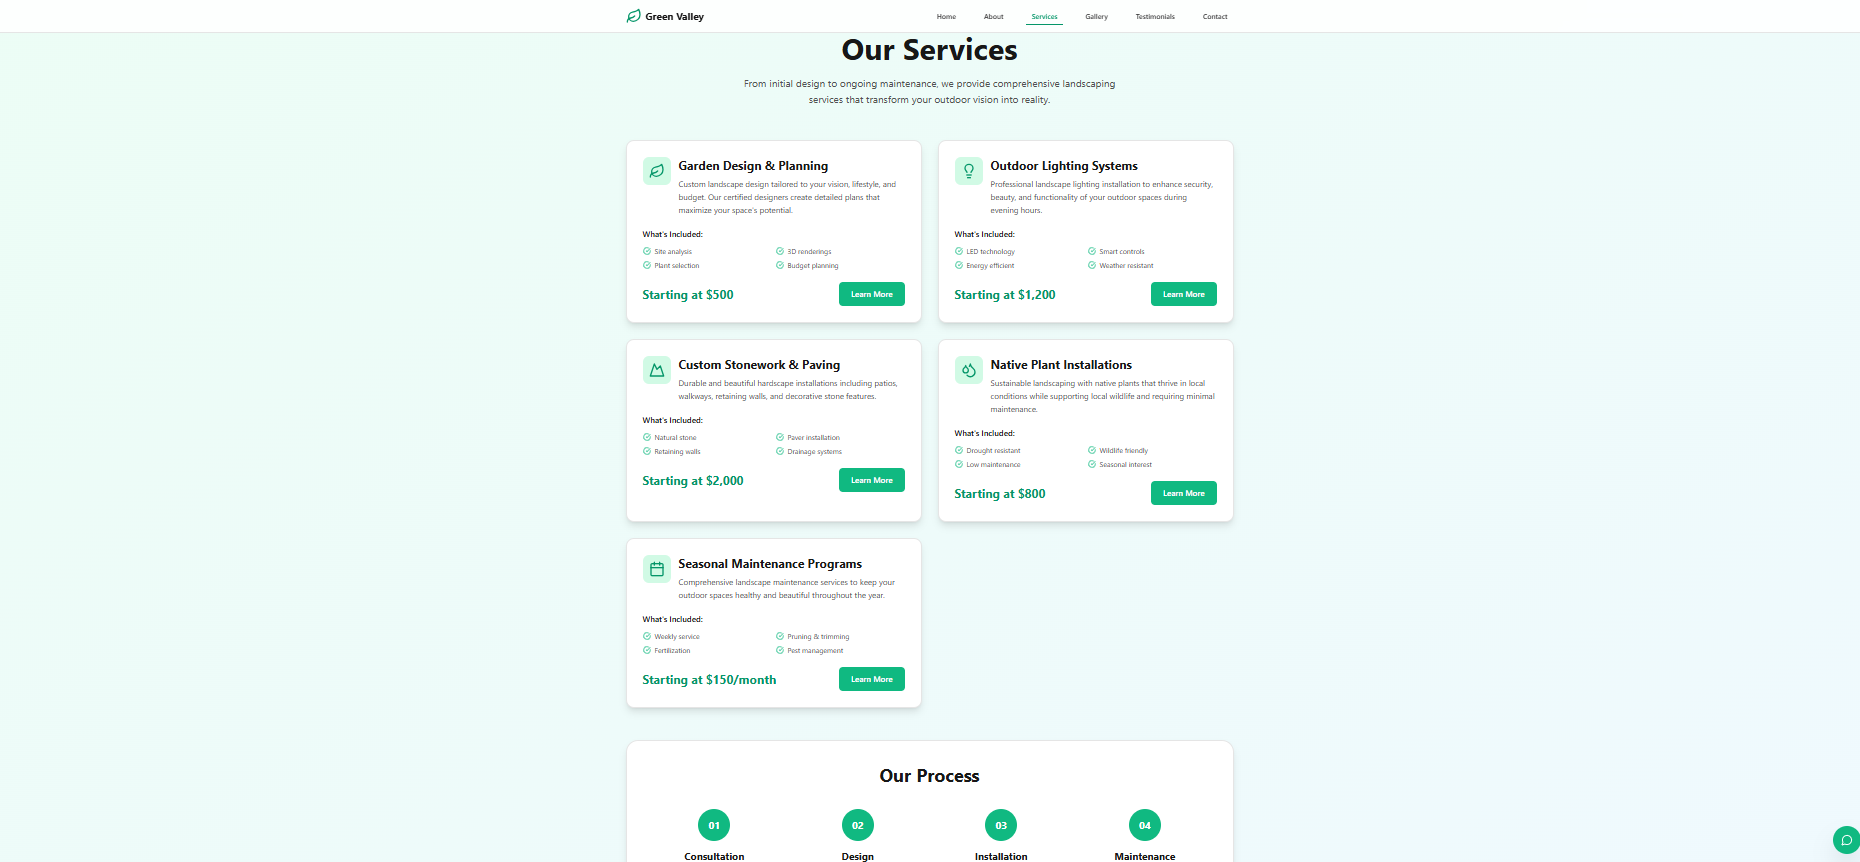 Green Valley
Home
About
Services
Gallery
Testimonials
Contact
Our Services
From initial design to ongoing maintenance, we provide comprehensive landscaping
services that transform your outdoor vision into reality.
Garden Design & Planning
Custom landscape design tailored to your vision, lifestyle, and
budget. Our certified designers create detailed plans that
maximize your space's potential.
What's Included:
Site analysis
3D renderings
Plant selection
Budget planning
Starting at $500
Learn More
Outdoor Lighting Systems
Professional landscape lighting installation to enhance security,
beauty, and functionality of your outdoor spaces during
evening hours.
What's Included:
LED technology
Smart controls
Energy efficient
Weather resistant
Starting at $1,200
Learn More
Custom Stonework & Paving
Durable and beautiful hardscape installations including patios,
walkways, retaining walls, and decorative stone features.
What's Included:
Natural stone
Paver installation
Retaining walls
Drainage systems
Starting at $2,000
Learn More
Native Plant Installations
Sustainable landscaping with native plants that thrive in local
conditions while supporting local wildlife and requiring minimal
maintenance.
What's Included:
Drought resistant
Wildlife friendly
Low maintenance
Seasonal interest
Starting at $800
Learn More
Seasonal Maintenance Programs
Comprehensive landscape maintenance services to keep your
outdoor spaces healthy and beautiful throughout the year.
What's Included:
Weekly service
Pruning & trimming
Fertilization
Pest management
Starting at $150/month
Learn More
Our Process
01
02
03
04
Consultation
Design
Installation
Maintenance